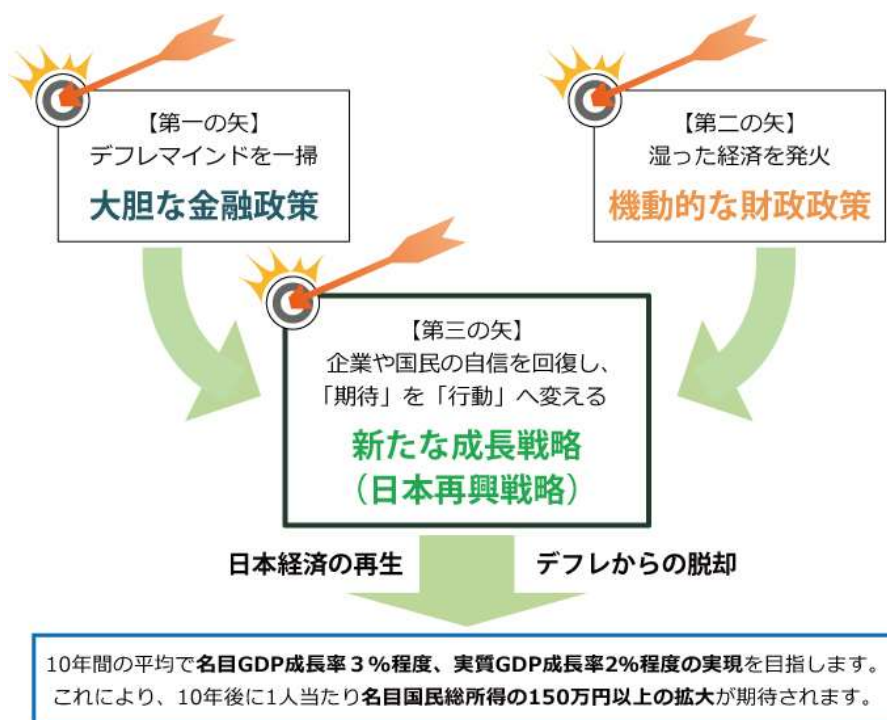 【第一の矢】
デフレマインドを一掃
大胆な金融政策
【第二の矢】
湿った経済を発火
機動的な財政政策
【第三の矢】
企業や国民の自信を回復し、
「期待」を「行動」へ変える
新たな成長戦略
（日本再興戦略）
日本経済の再生
デフレからの脱却
10年間の平均で名目GDP成長率３%程度、実質GDP成長率2%程度の実現を目指します。
これにより、10年後に1人当たり名目国民総所得の150万円以上の拡大が期待されます。